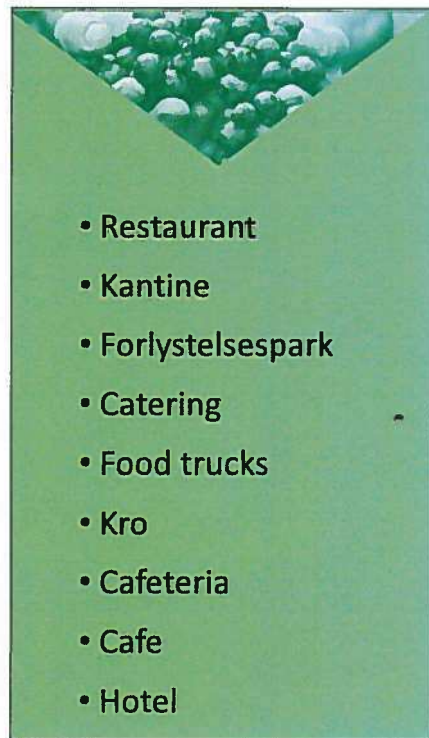 • Restaurant
• Kantine
• Forlystelsespark
• Catering
• Food trucks
• Kro
• Cafeteria
• Cafe
• Hotel